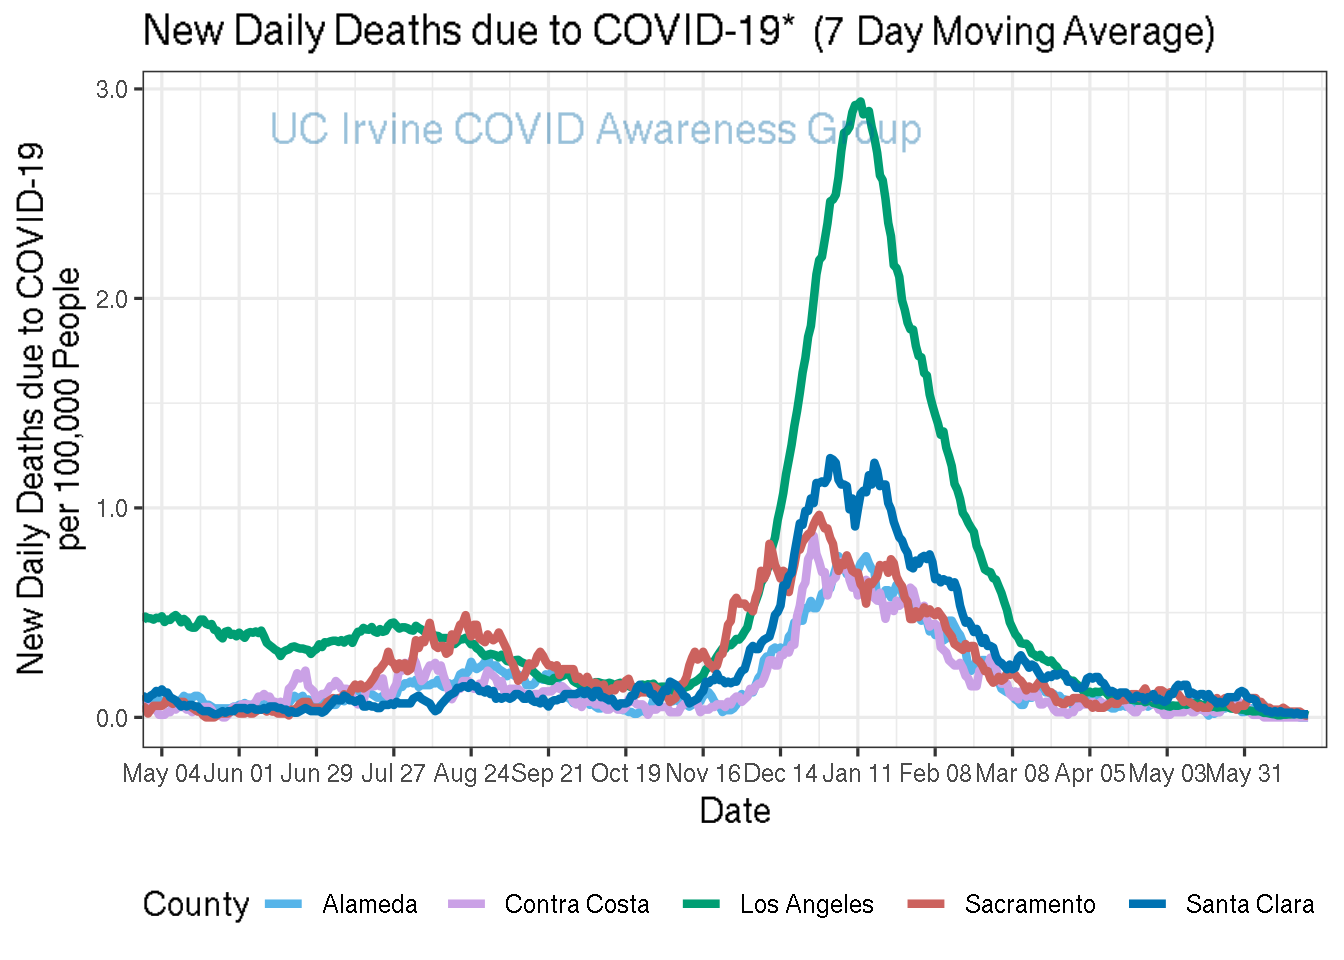 New Daily Deaths due to COVID-19* (7 Day Moving Average)
UC Irvine COVID Awareness Group
New Daily Deaths due to COVID-19
per 100,000 People
3.0
2.0
1.0
0.0
May 04 Jun 01 Jun 29 Jul 27 Aug 24 Sep 21 Oct 19 Nov 16 Dec 14 Jan 11 Feb 08 Mar 08 Apr 05 May 03 May 31
Date
County Alameda Contra Costa Los Angeles Sacramento Santa Clara